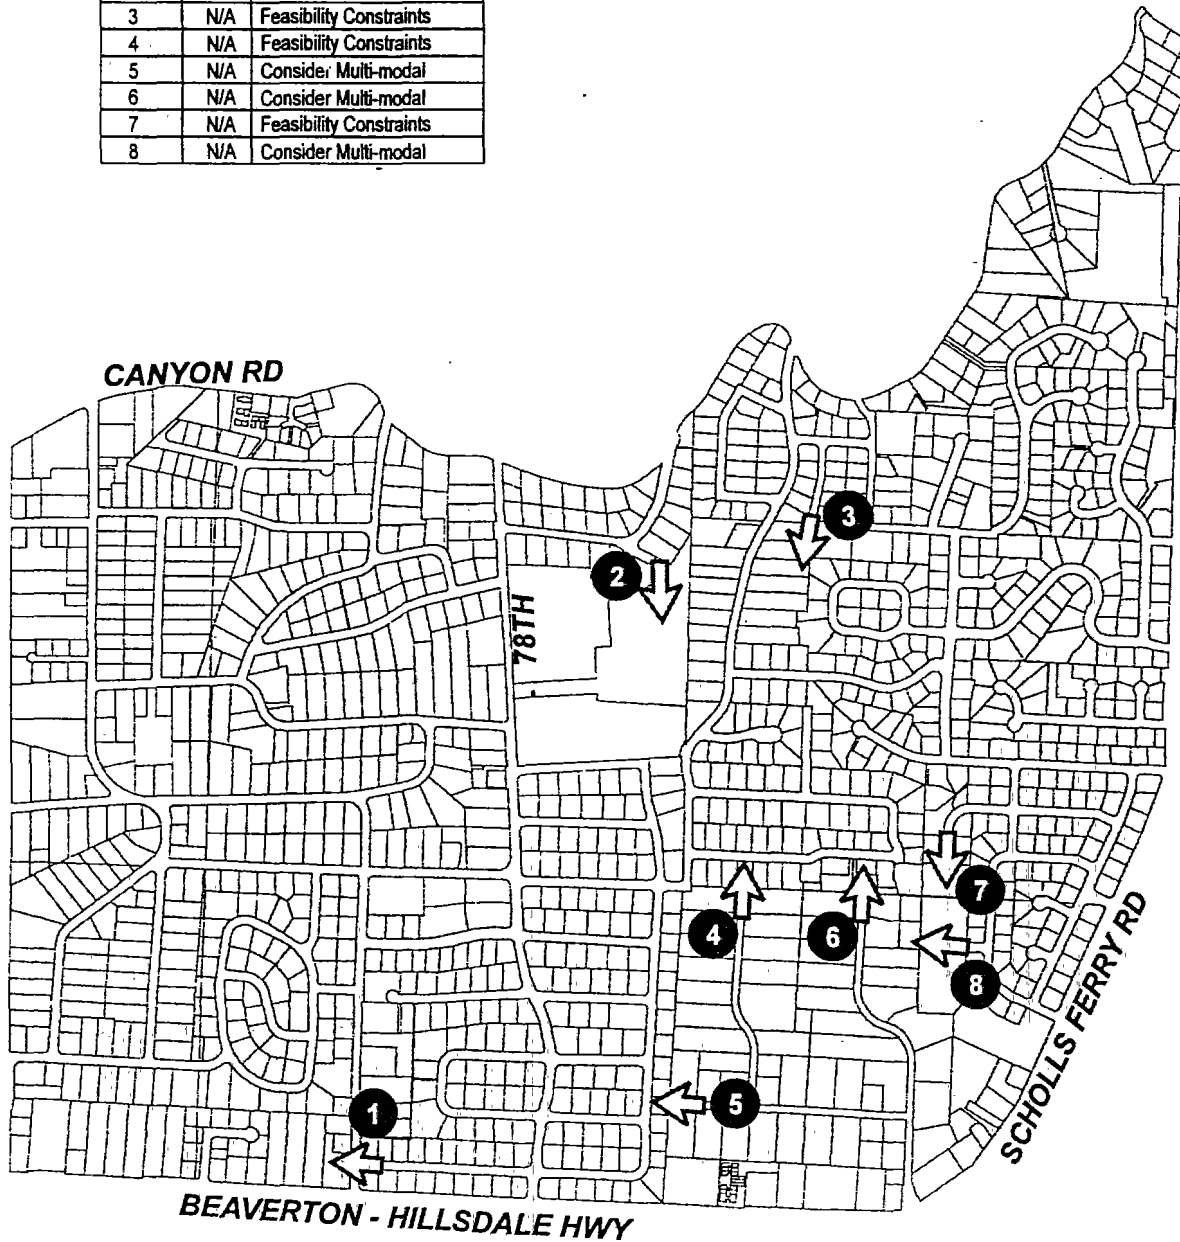 3 N/A Feasibility Constraints
4 N/A Feasibility Constraints
5 N/A Consider Multi-modal
6 N/A Consider Multi-modal
7 N/A Feasibility Constraints
8 N/A Consider Multi-modal
CANYON RD
3
2
78TH
7
4
6
8
SCHOLLS FERRY RD
5
1
BEAVERTON - HILLSDALE HWY